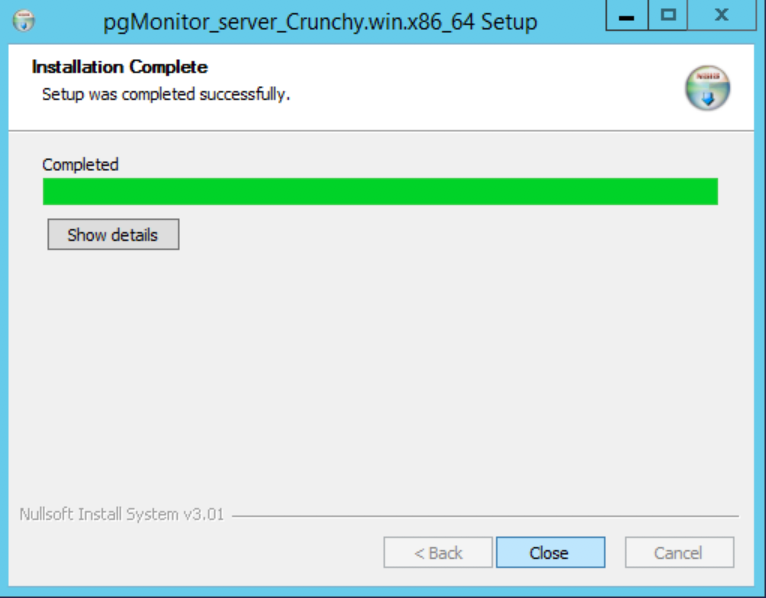 pgMonitor_server_Crunchy.win.x86_64 Setup
Installation Complete
Setup was completed successfully.
Completed
Show details
Nullsoft Install System v3.01
< Back
Close
Cancel